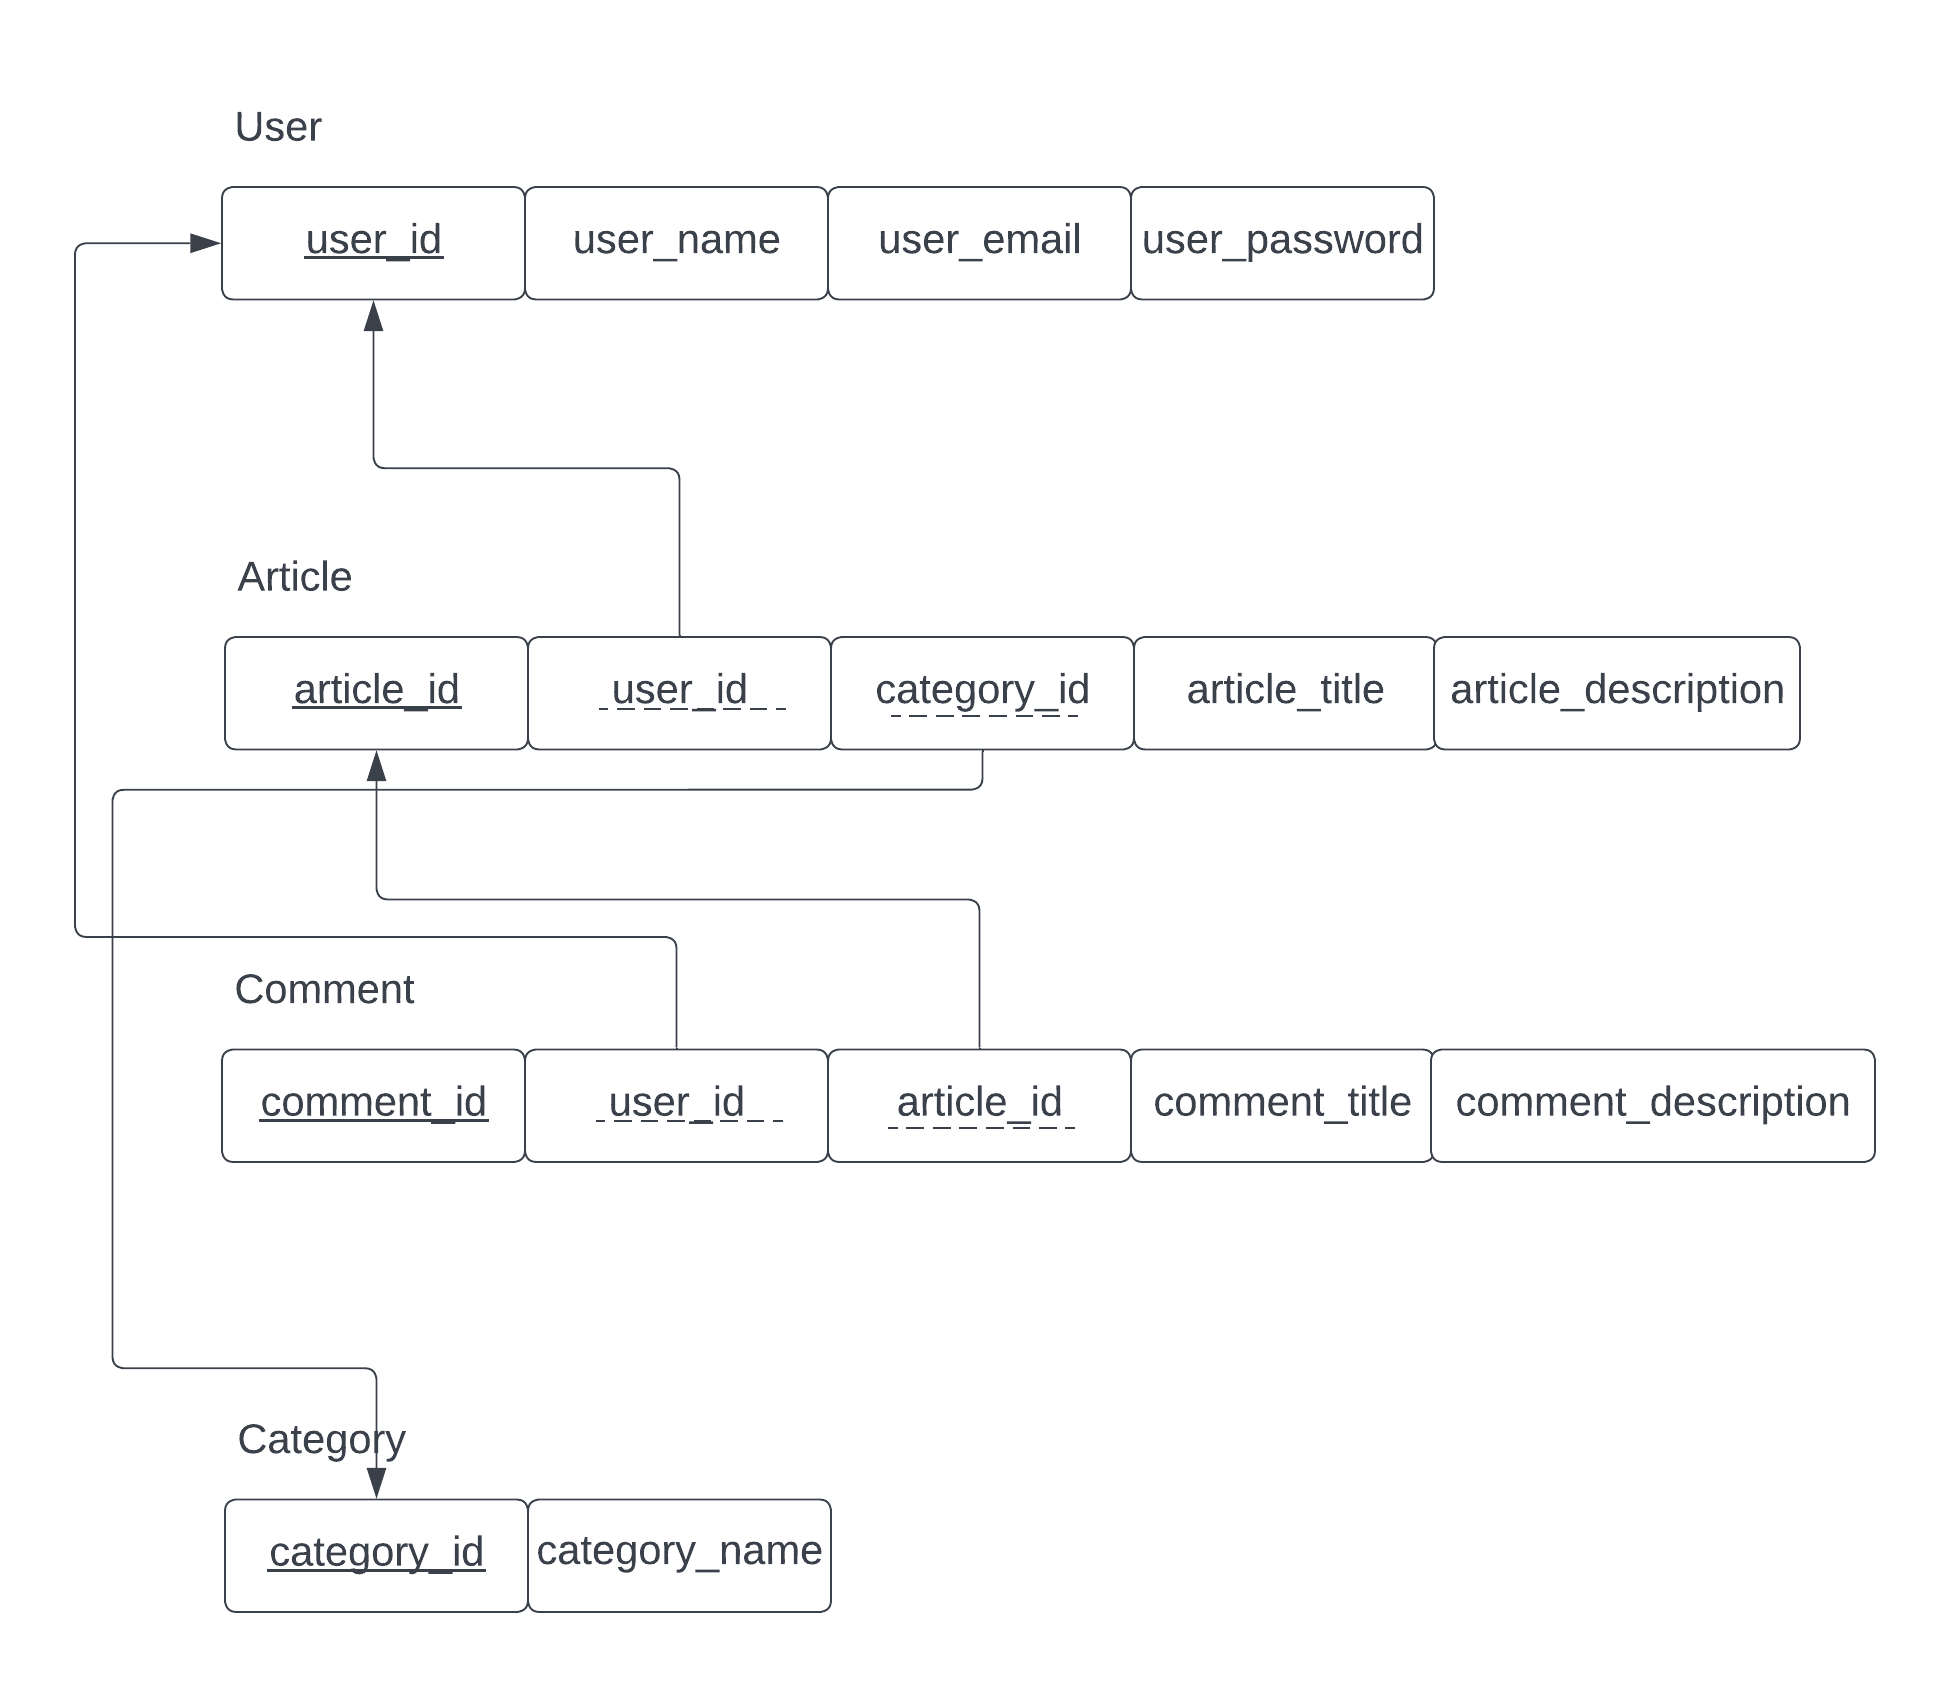 User
user_id user_name user_email user_password
Article
article_id user_id category_id article_title article_description
Comment
comment_id user_id article_id comment_title comment_description
Category
category_id category_name